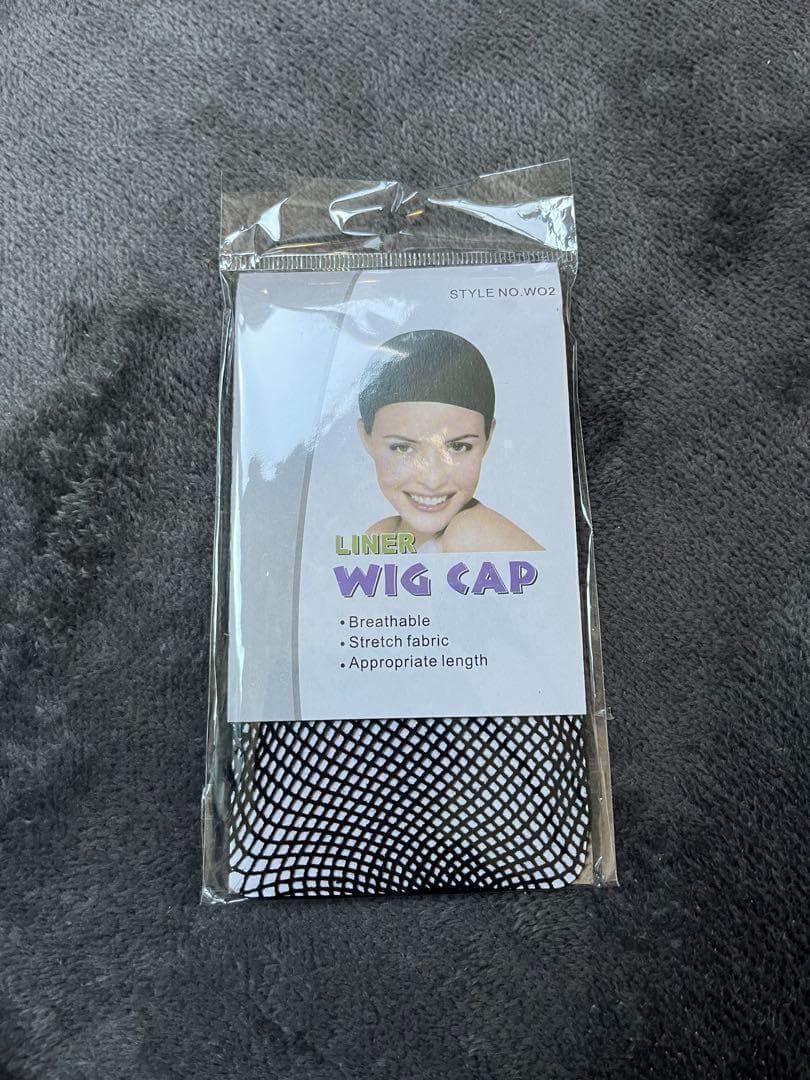 STYLE NO.WO2
LINER
WIG CAP
• Breathable
• Stretch fabric
• Appropriate length